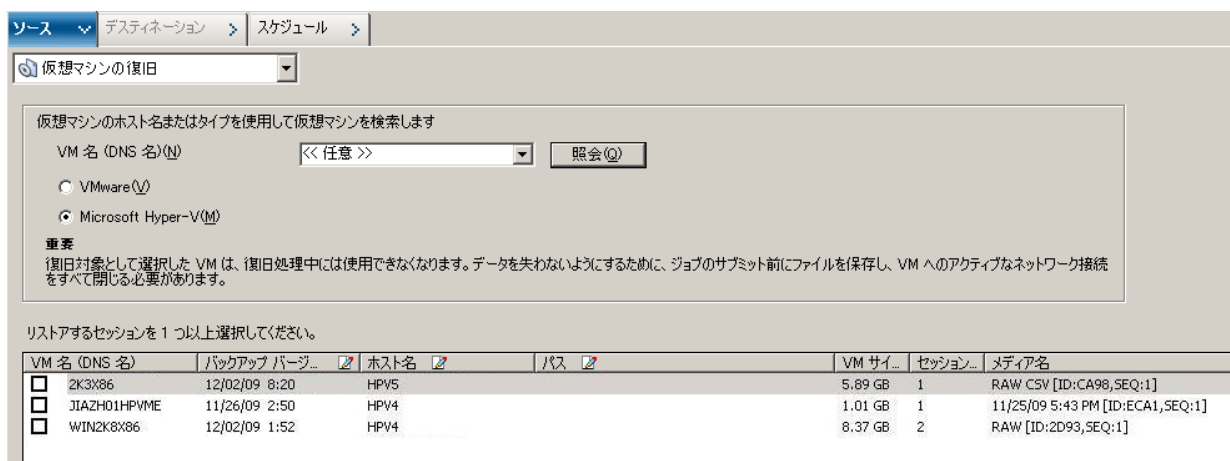 ソース デスティネーション スケジュール
仮想マシンの復旧
仮想マシンのホスト名またはタイプを使用して仮想マシンを検索します
VM 名 (DNS 名)(N) << 任意 >> 照会(Q)
VMware(V)
Microsoft Hyper-V(M)
重要
復旧対象として選択した VM は、復旧処理中には使用できなくなります。データを失わないようにするために、ジョブのサブミット前にファイルを保存し、VM へのアクティブなネットワーク接続
をすべて閉じる必要があります。
リストアするセッションを 1 つ以上選択してください。
VM 名 (DNS 名) バックアップ バージ... ホスト名 パス VM サイ... セッション... メディア名
2K3X86 12/02/09 8:20 HPV5 5.89 GB 1 RAW CSV [ID:CA98,SEQ:1]
JIAZH01HPVME 11/26/09 2:50 HPV4 1.01 GB 1 11/25/09 5:43 PM [ID:ECA1,SEQ:1]
WIN2K8X86 12/02/09 1:52 HPV4 8.37 GB 2 RAW [ID:2D93,SEQ:1]